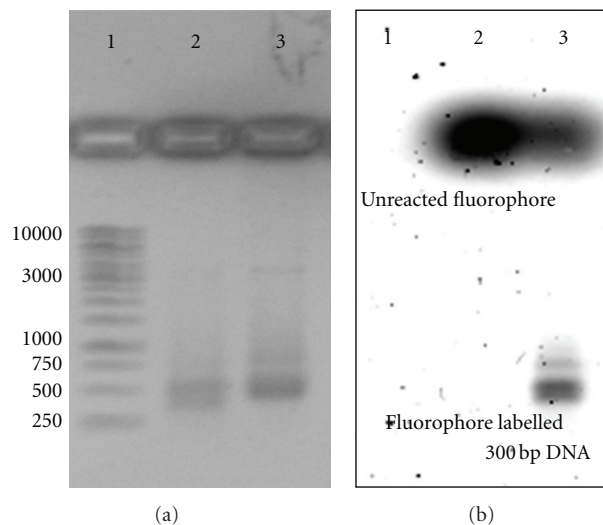 1 2 3
10000
3000
1000
750
500
250
(a)
1 2 3
Unreacted fluorophore
Fluorophore labelled
300 bp DNA
(b)